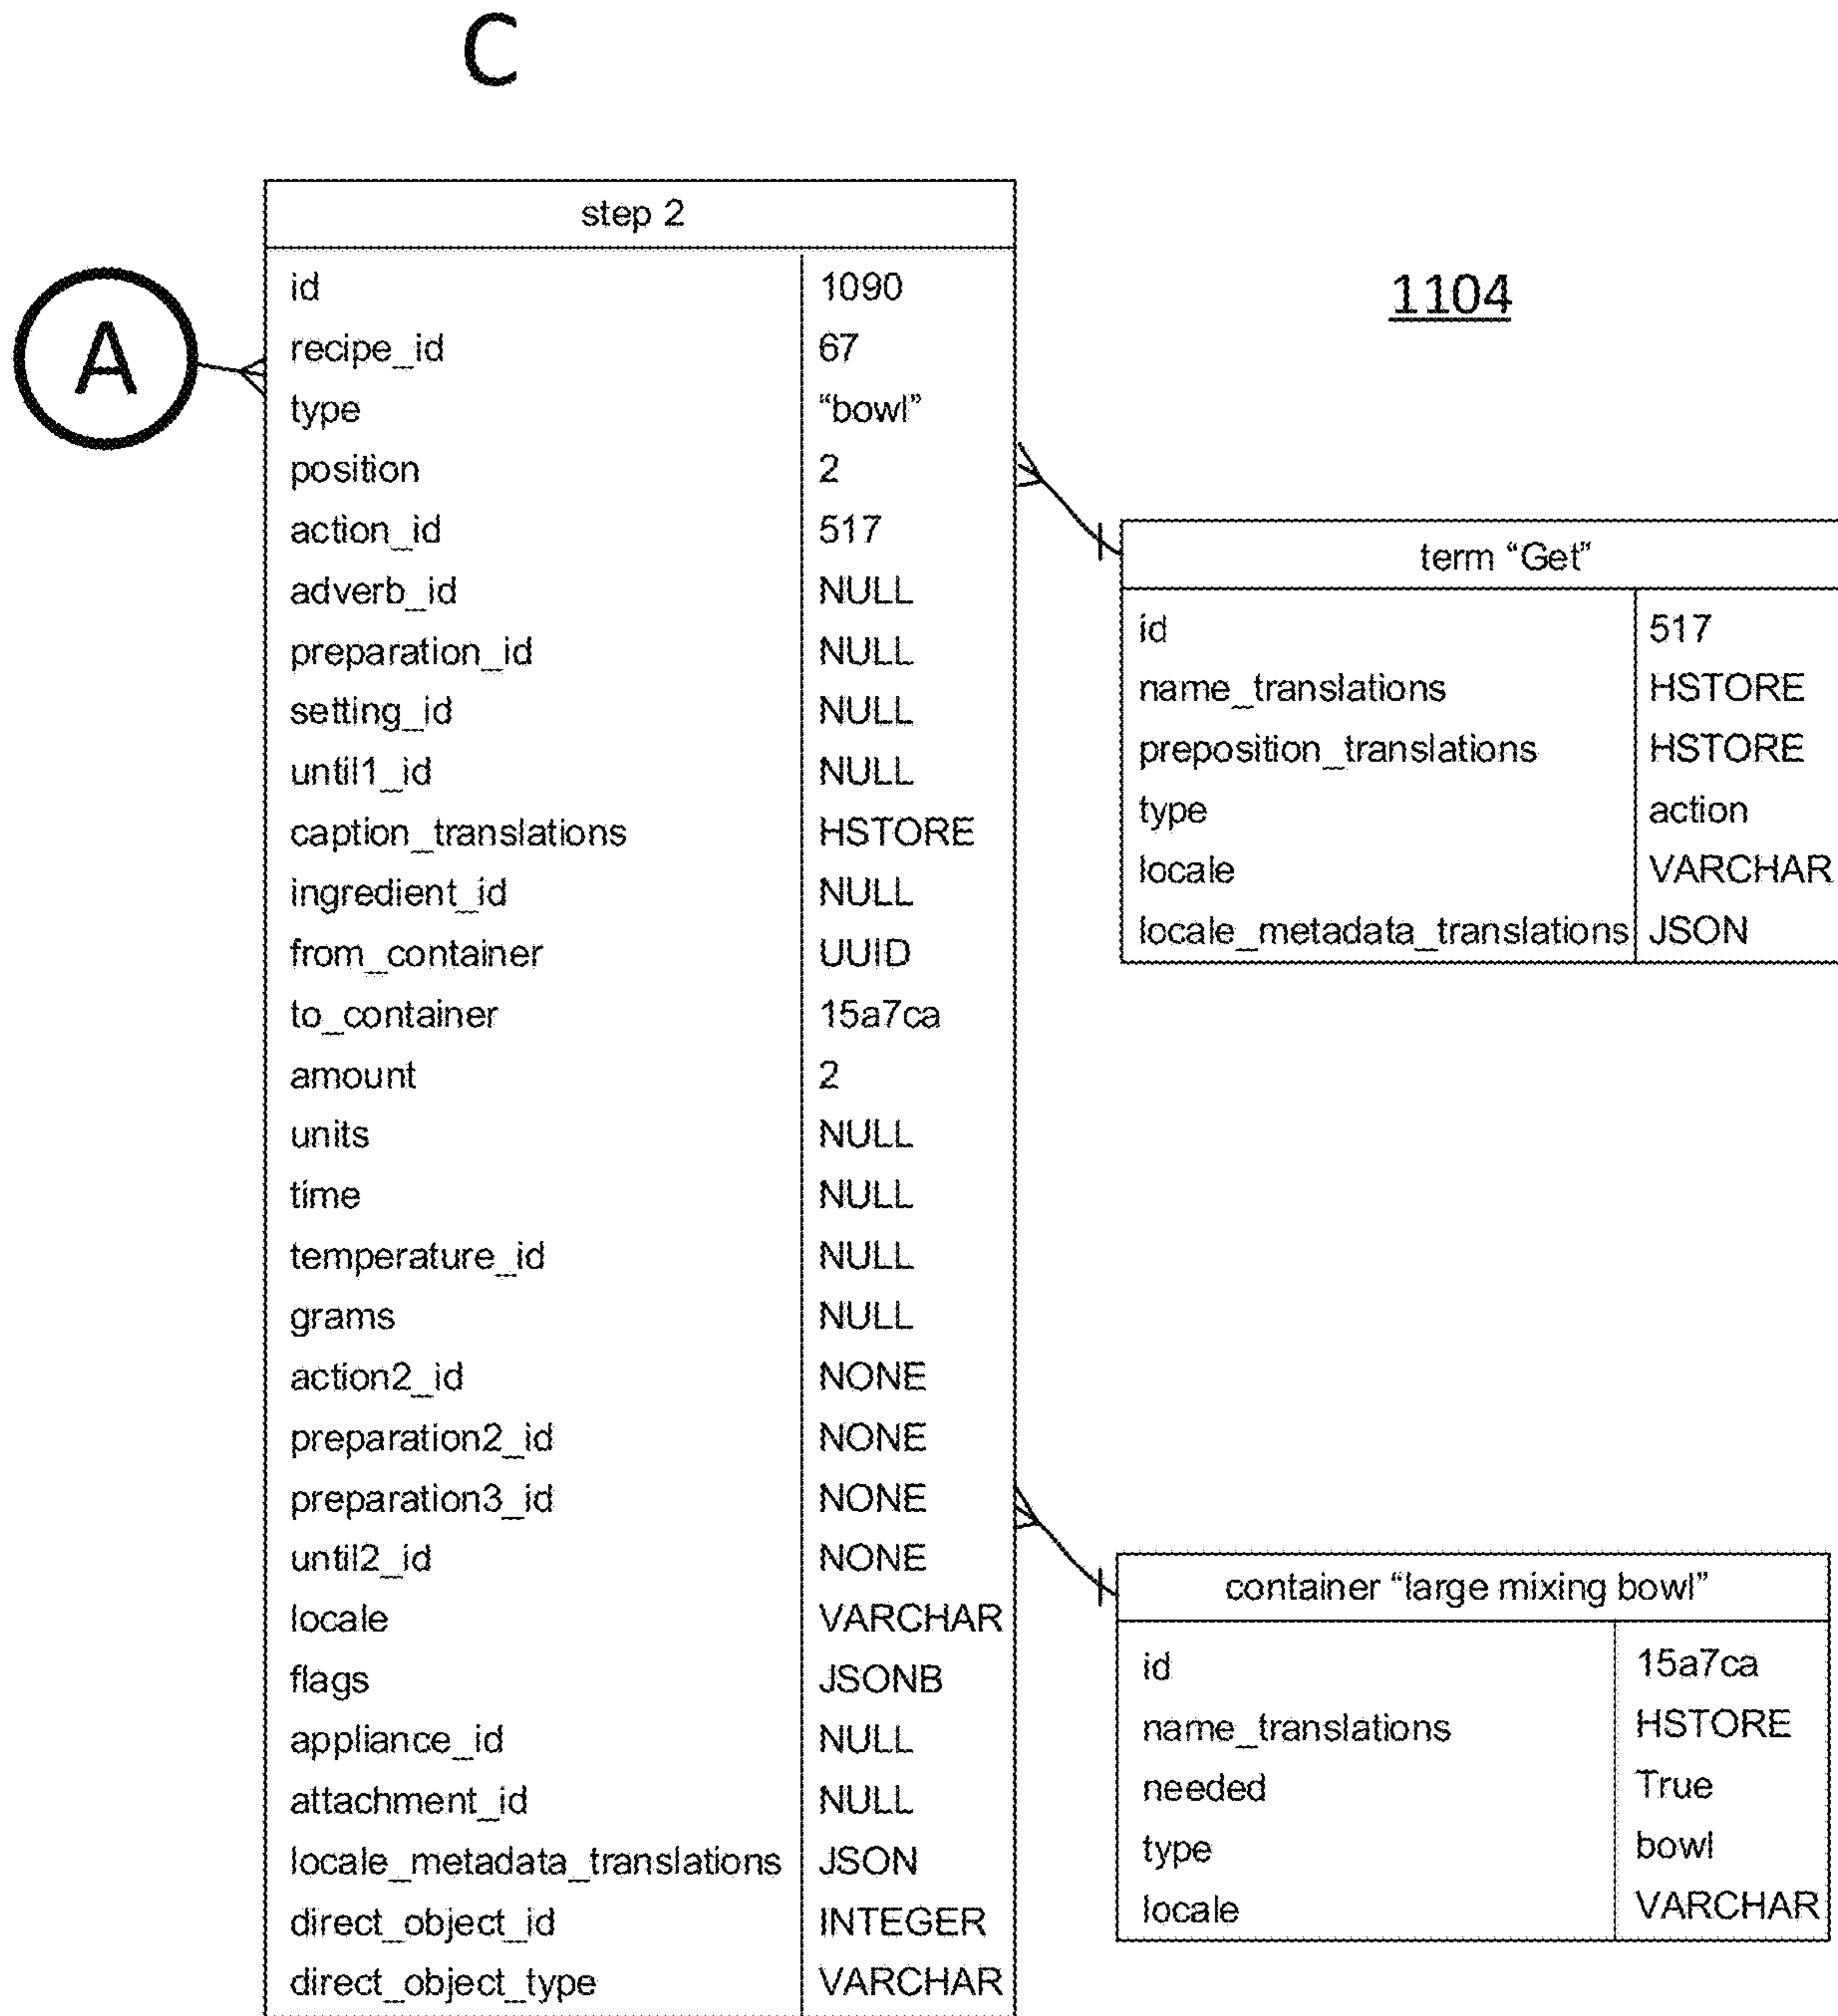 C
step 2
id 1090
recipe_id 67
type “bowl”
position 2
action_id 517
adverb_id NULL
preparation_id NULL
setting_id NULL
until1_id NULL
caption_translations HSTORE
ingredient_id NULL
from_container UUID
to_container 15a7ca
amount 2
units NULL
time NULL
temperature_id NULL
grams NULL
action2_id NONE
preparation2_id NONE
preparation3_id NONE
until2_id NONE
locale VARCHAR
flags JSONB
appliance_id NULL
attachment_id NULL
locale_metadata_translations JSON
direct_object_id INTEGER
direct_object_type VARCHAR
A
1104
term “Get”
id 517
name_translations HSTORE
preposition_translations HSTORE
type action
locale VARCHAR
locale_metadata_translations JSON
container “large mixing bowl”
id 15a7ca
name_translations HSTORE
needed True
type bowl
locale VARCHAR